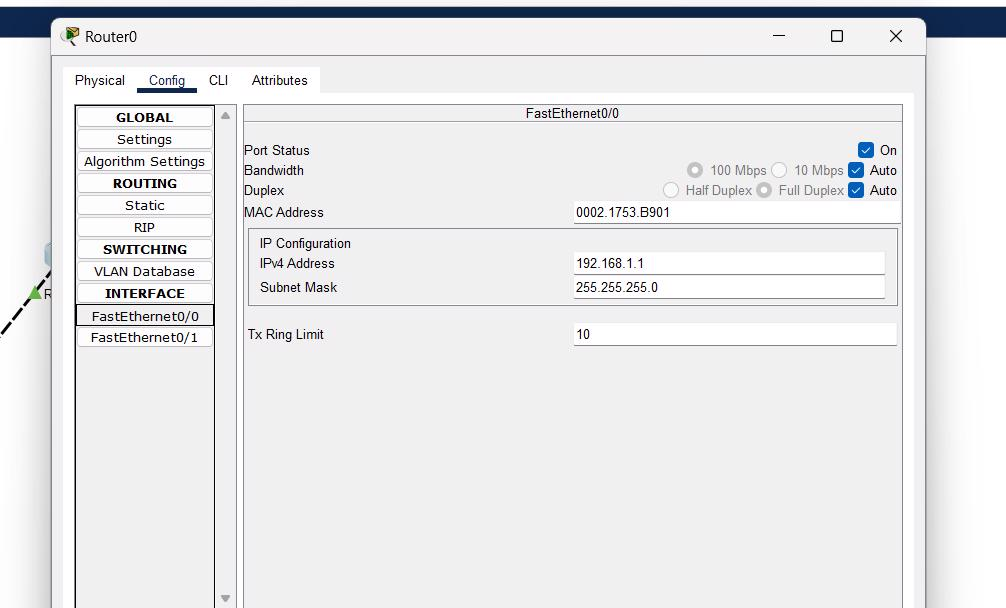 Router0
Physical Config CLI Attributes
GLOBAL
Settings
Algorithm Settings
ROUTING
Static
RIP
SWITCHING
VLAN Database
INTERFACE
FastEthernet0/0
FastEthernet0/1
FastEthernet0/0
Port Status On
Bandwidth 100 Mbps 10 Mbps Auto
Duplex Half Duplex Full Duplex Auto
MAC Address 0002.1753.B901
IP Configuration
IPv4 Address 192.168.1.1
Subnet Mask 255.255.255.0
Tx Ring Limit 10
R